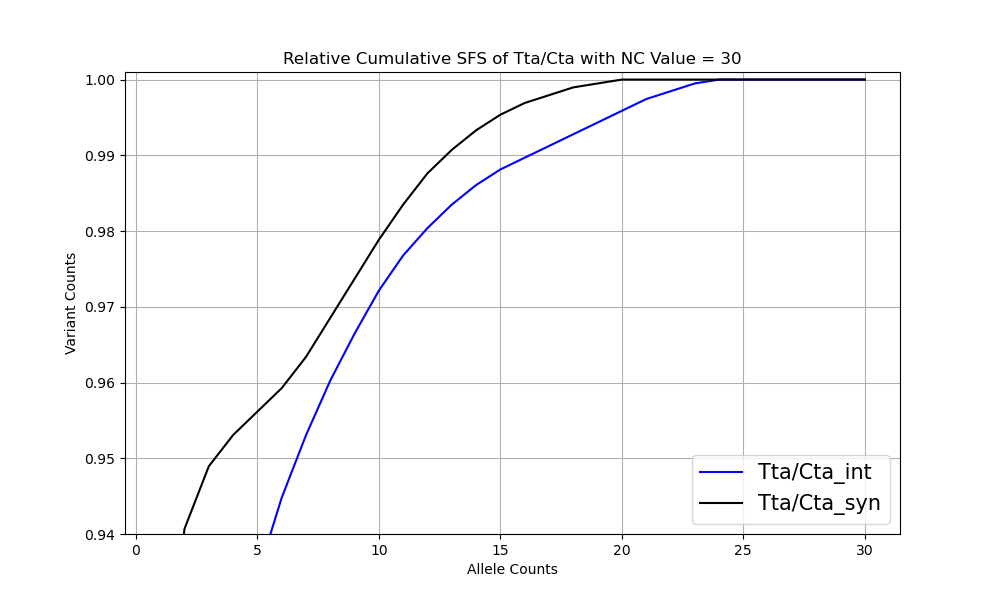 Relative Cumulative SFS of Tta/Cta with NC Value = 30
Variant Counts
1.00
0.99
0.98
0.97
0.96
0.95
0.94
0
5
10
15
20
25
30
Allele Counts
Tta/Cta_int
Tta/Cta_syn